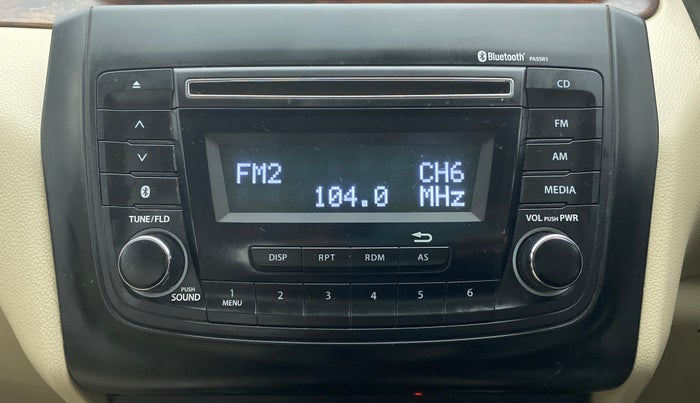 Bluetooth PA5SR1
CD
FM
AM
MEDIA
FM2 CH6
104.0 MHz
TUNE/FLD
VOL PUSH PWR
DISP RPT RDM AS
PUSH
SOUND
1 2 3 4 5 6
MENU